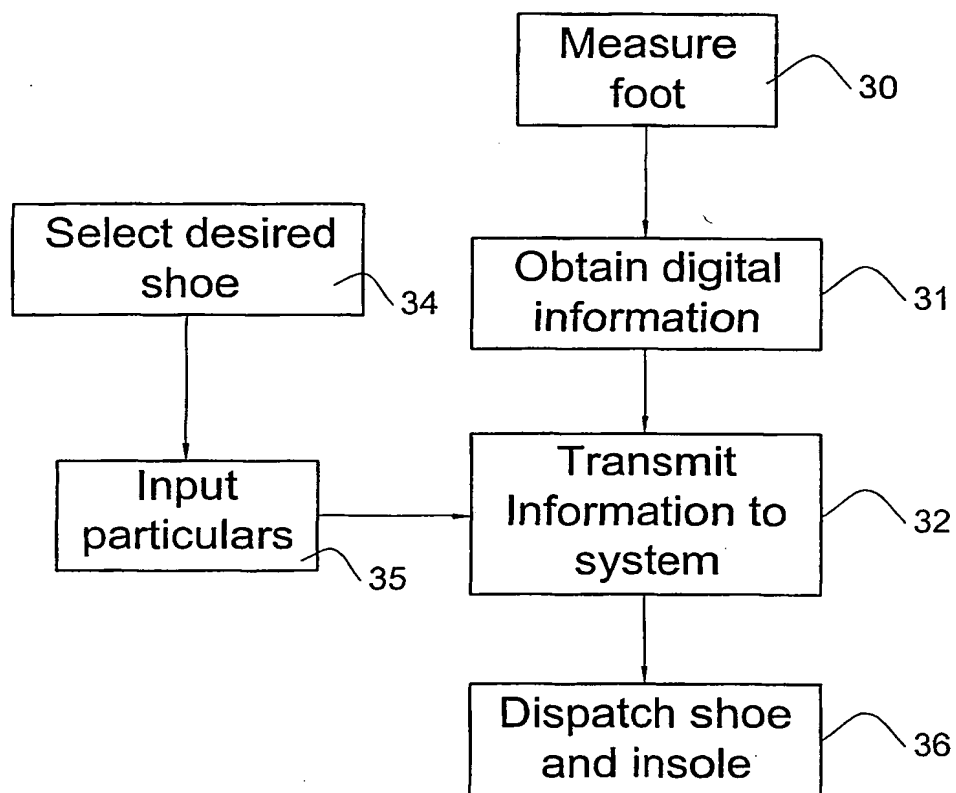 Measure
foot
30
Select desired
shoe
34
Obtain digital
information
31
Input
particulars
35
Transmit
Information to
system
32
Dispatch shoe
and insole
36